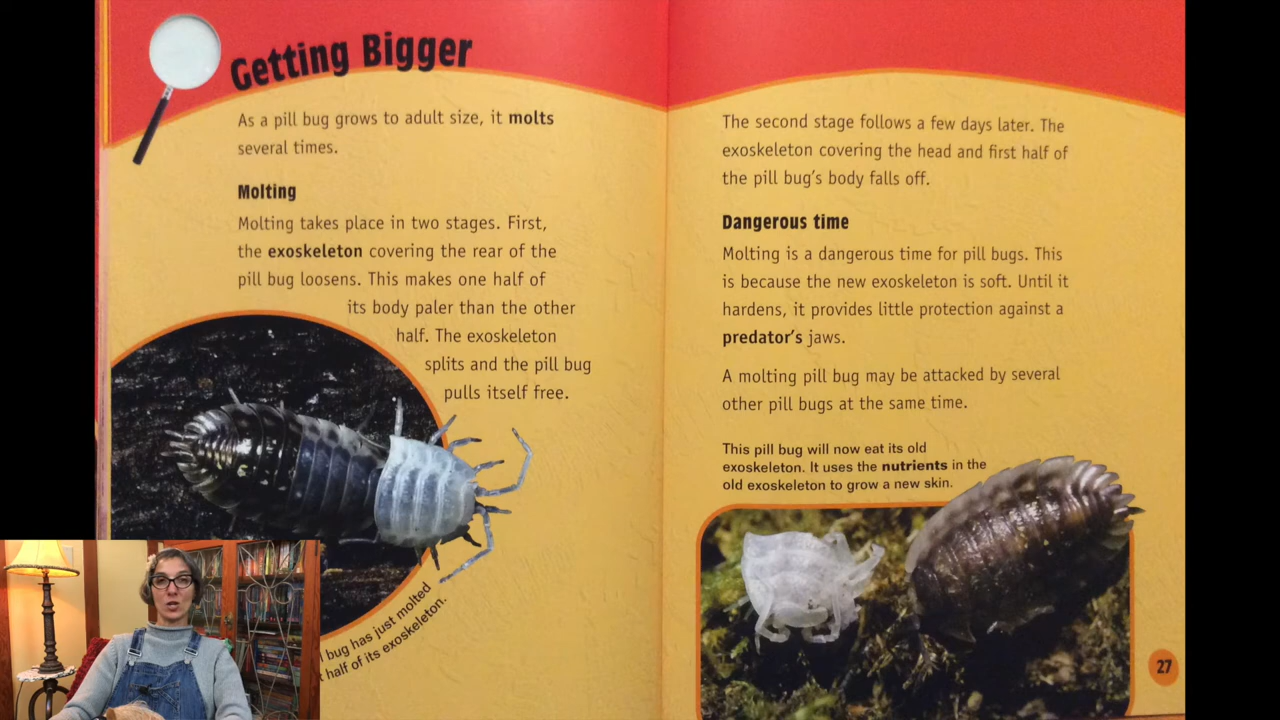 Getting Bigger
As a pill bug grows to adult size, it molts
several times.
Molting
Molting takes place in two stages. First,
the exoskeleton covering the rear of the
pill bug loosens. This makes one half of
its body paler than the other
half. The exoskeleton
splits and the pill bug
pulls itself free.
bug has just molted
half of its exoskeleton.
The second stage follows a few days later. The
exoskeleton covering the head and first half of
the pill bug's body falls off.
Dangerous time
Molting is a dangerous time for pill bugs. This
is because the new exoskeleton is soft. Until it
hardens, it provides little protection against a
predator's jaws.
A molting pill bug may be attacked by several
other pill bugs at the same time.
This pill bug will now eat its old
exoskeleton. It uses the nutrients in the
old exoskeleton to grow a new skin.
27